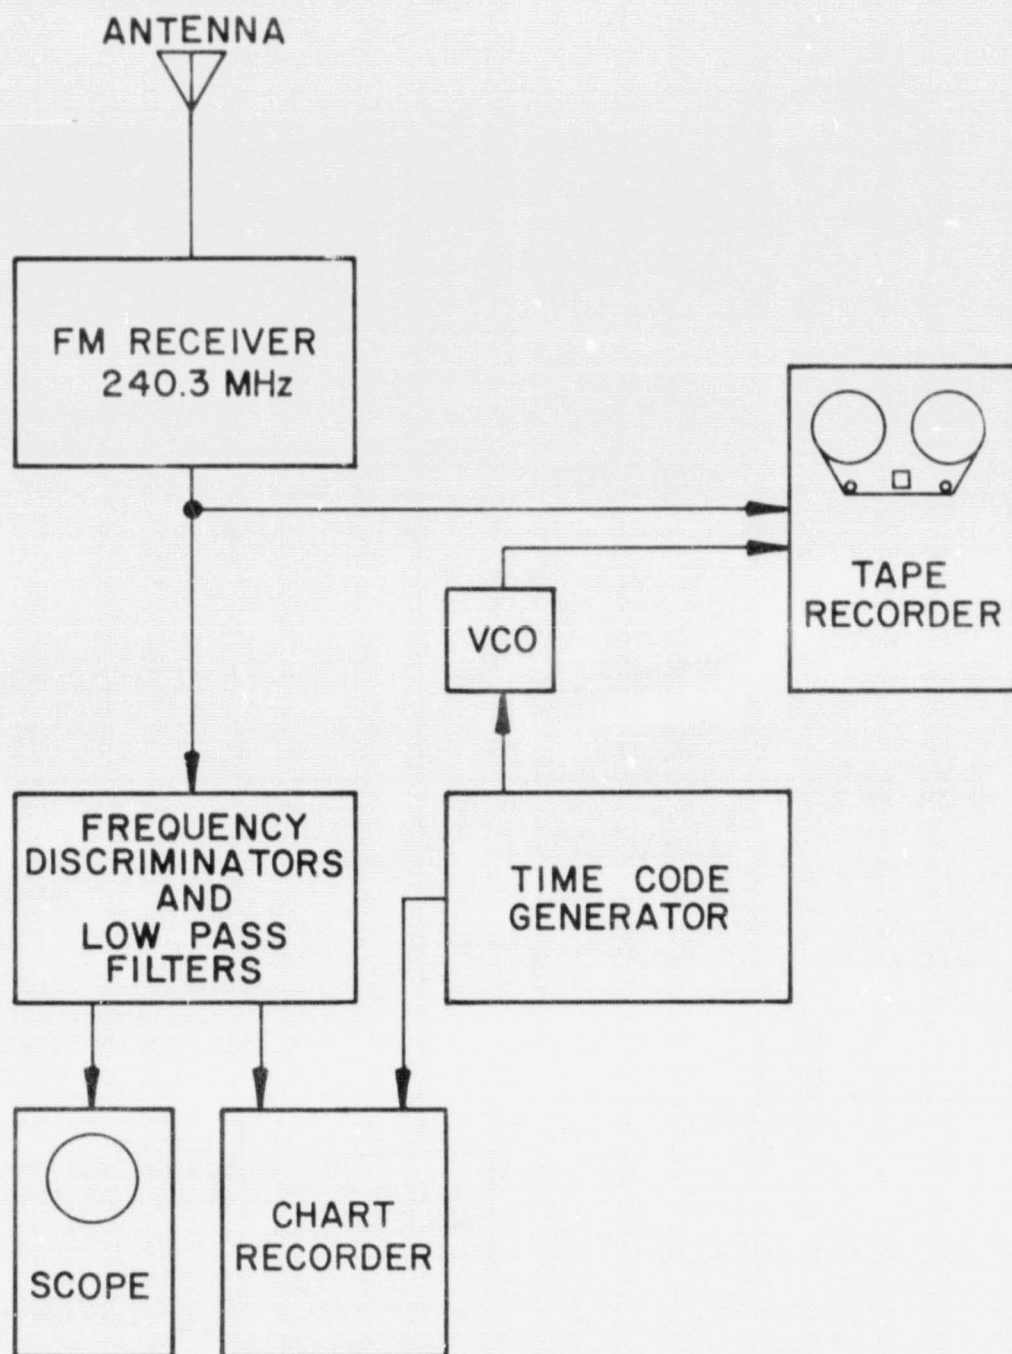 ANTENNA
FM RECEIVER
240.3 MHz
TAPE
RECORDER
VCO
FREQUENCY
DISCRIMINATORS
AND
LOW PASS
FILTERS
TIME CODE
GENERATOR
SCOPE
CHART
RECORDER